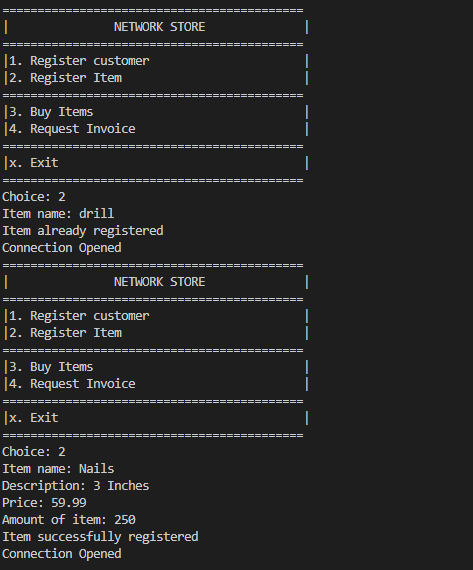 ===========================================
|               NETWORK STORE              |
===========================================
|1. Register customer                      |
|2. Register Item                          |
===========================================
|3. Buy Items                              |
|4. Request Invoice                        |
===========================================
|x. Exit                                   |
===========================================
Choice: 2
Item name: drill
Item already registered
Connection Opened
===========================================
|               NETWORK STORE              |
===========================================
|1. Register customer                      |
|2. Register Item                          |
===========================================
|3. Buy Items                              |
|4. Request Invoice                        |
===========================================
|x. Exit                                   |
===========================================
Choice: 2
Item name: Nails
Description: 3 Inches
Price: 59.99
Amount of item: 250
Item successfully registered
Connection Opened